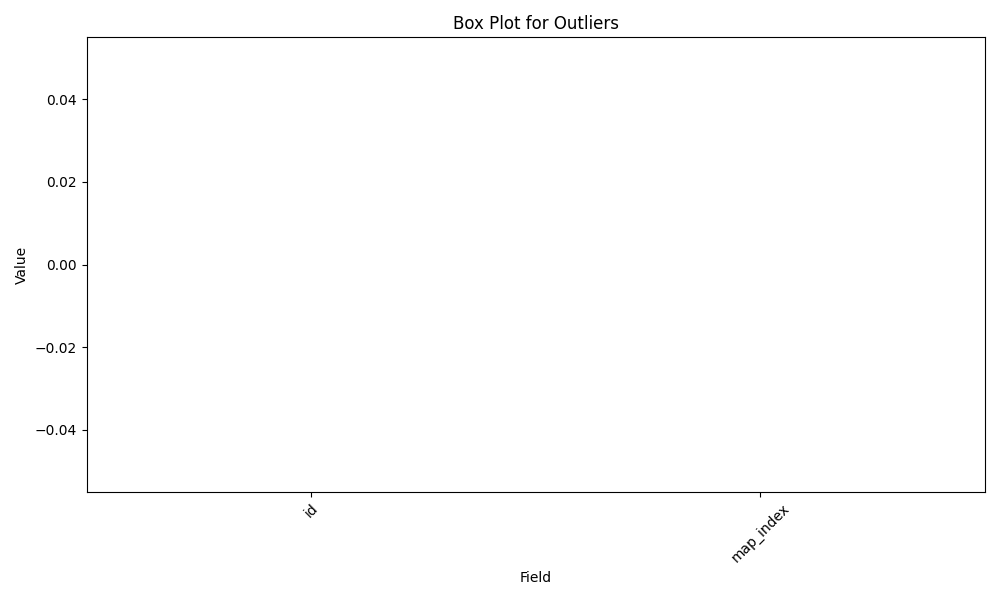 Box Plot for Outliers
Value
0.04
0.02
0.00
−0.02
−0.04
id
map_index
Field